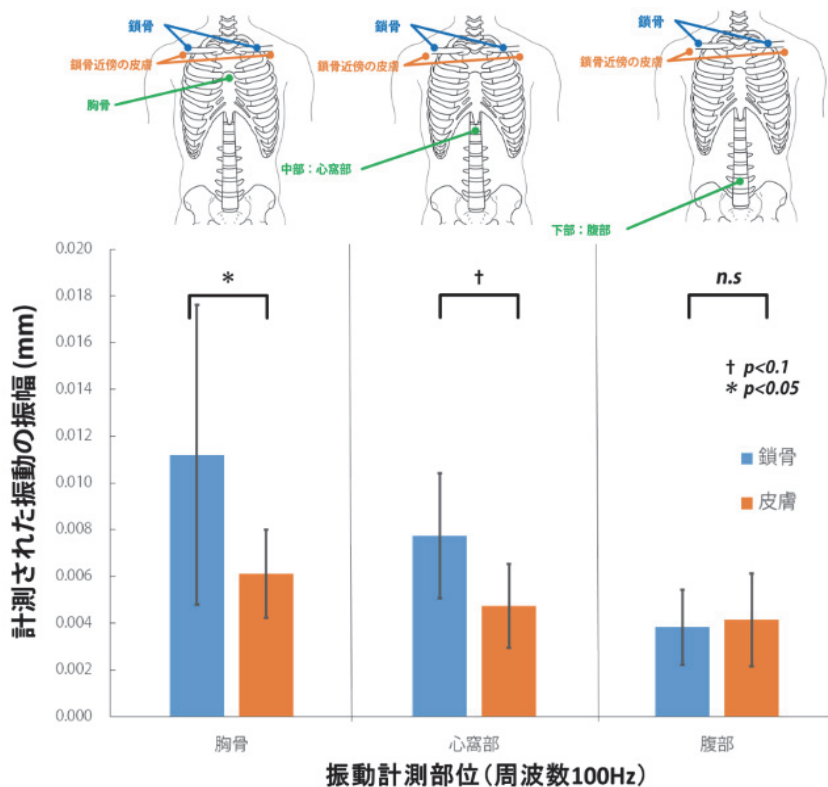 鎖骨
鎖骨近傍の皮膚
胸骨
鎖骨
鎖骨近傍の皮膚
中部：心窩部
鎖骨
鎖骨近傍の皮膚
下部：腹部
計測された振動の振幅 (mm)
0.020
0.018
0.016
0.014
0.012
0.010
0.008
0.006
0.004
0.002
0.000
*
†
n.s
† p<0.1
* p<0.05
鎖骨
皮膚
胸骨
心窩部
腹部
振動計測部位（周波数100Hz）